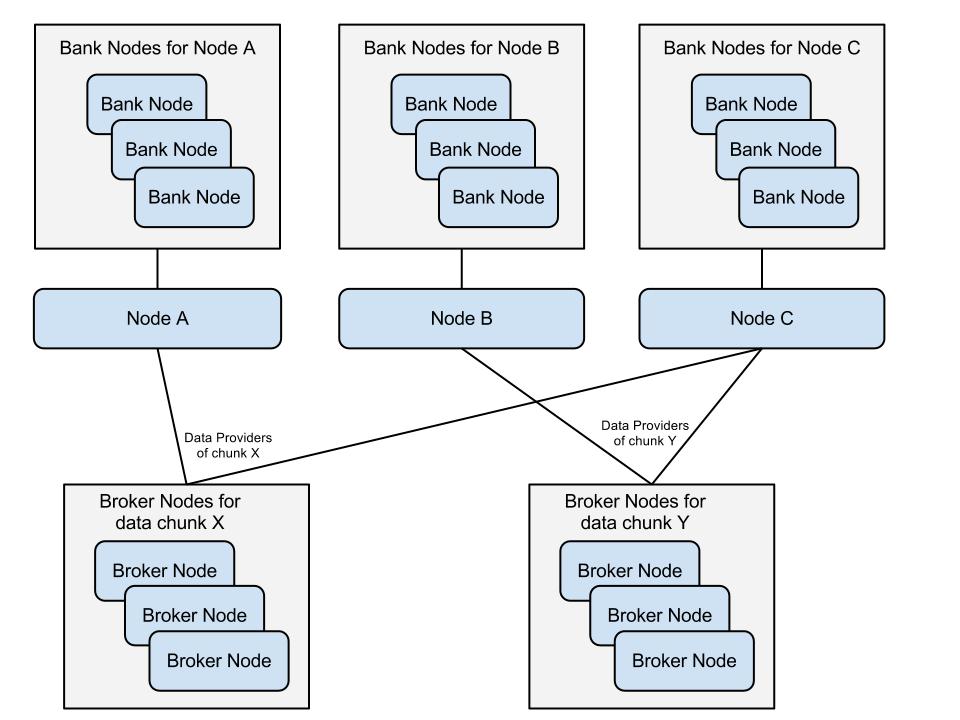 Bank Nodes for Node A
Bank Node
Bank Node
Bank Node
Bank Nodes for Node B
Bank Node
Bank Node
Bank Node
Bank Nodes for Node C
Bank Node
Bank Node
Bank Node
Node A
Node B
Node C
Data Providers
of chunk X
Data Providers
of chunk Y
Broker Nodes for
data chunk X
Broker Node
Broker Node
Broker Node
Broker Nodes for
data chunk Y
Broker Node
Broker Node
Broker Node